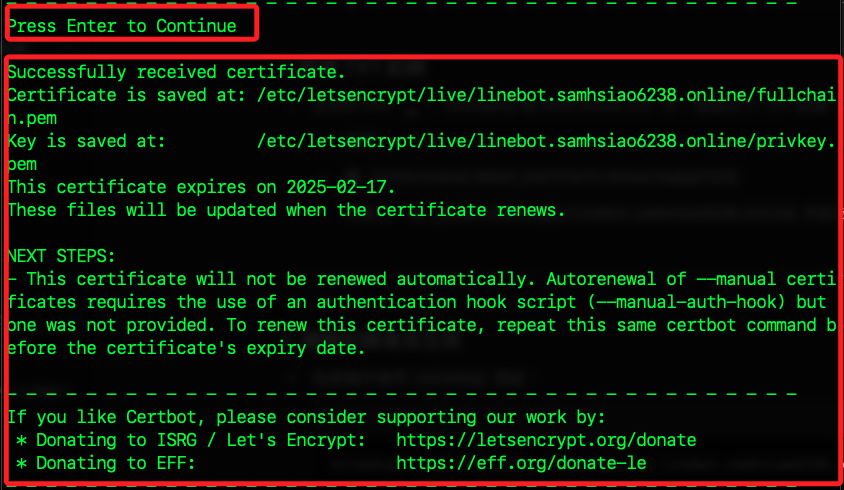 - - - - - - - - - - - - - - - - - - - - - - - - - - - - - - - - - - - - - - - -
Press Enter to Continue
Successfully received certificate.
Certificate is saved at: /etc/letsencrypt/live/linebot.samhsiao6238.online/fullchai
n.pem
Key is saved at:         /etc/letsencrypt/live/linebot.samhsiao6238.online/privkey.
pem
This certificate expires on 2025-02-17.
These files will be updated when the certificate renews.
NEXT STEPS:
- This certificate will not be renewed automatically. Autorenewal of --manual certi
ficates requires the use of an authentication hook script (--manual-auth-hook) but
one was not provided. To renew this certificate, repeat this same certbot command b
efore the certificate's expiry date.
- - - - - - - - - - - - - - - - - - - - - - - - - - - - - - - - - - - - - - - -
If you like Certbot, please consider supporting our work by:
 * Donating to ISRG / Let's Encrypt:   https://letsencrypt.org/donate
 * Donating to EFF:                    https://eff.org/donate-le
- - - - - - - - - - - - - - - - - - - - - - - - - - - - - - - - - - - - - - - -